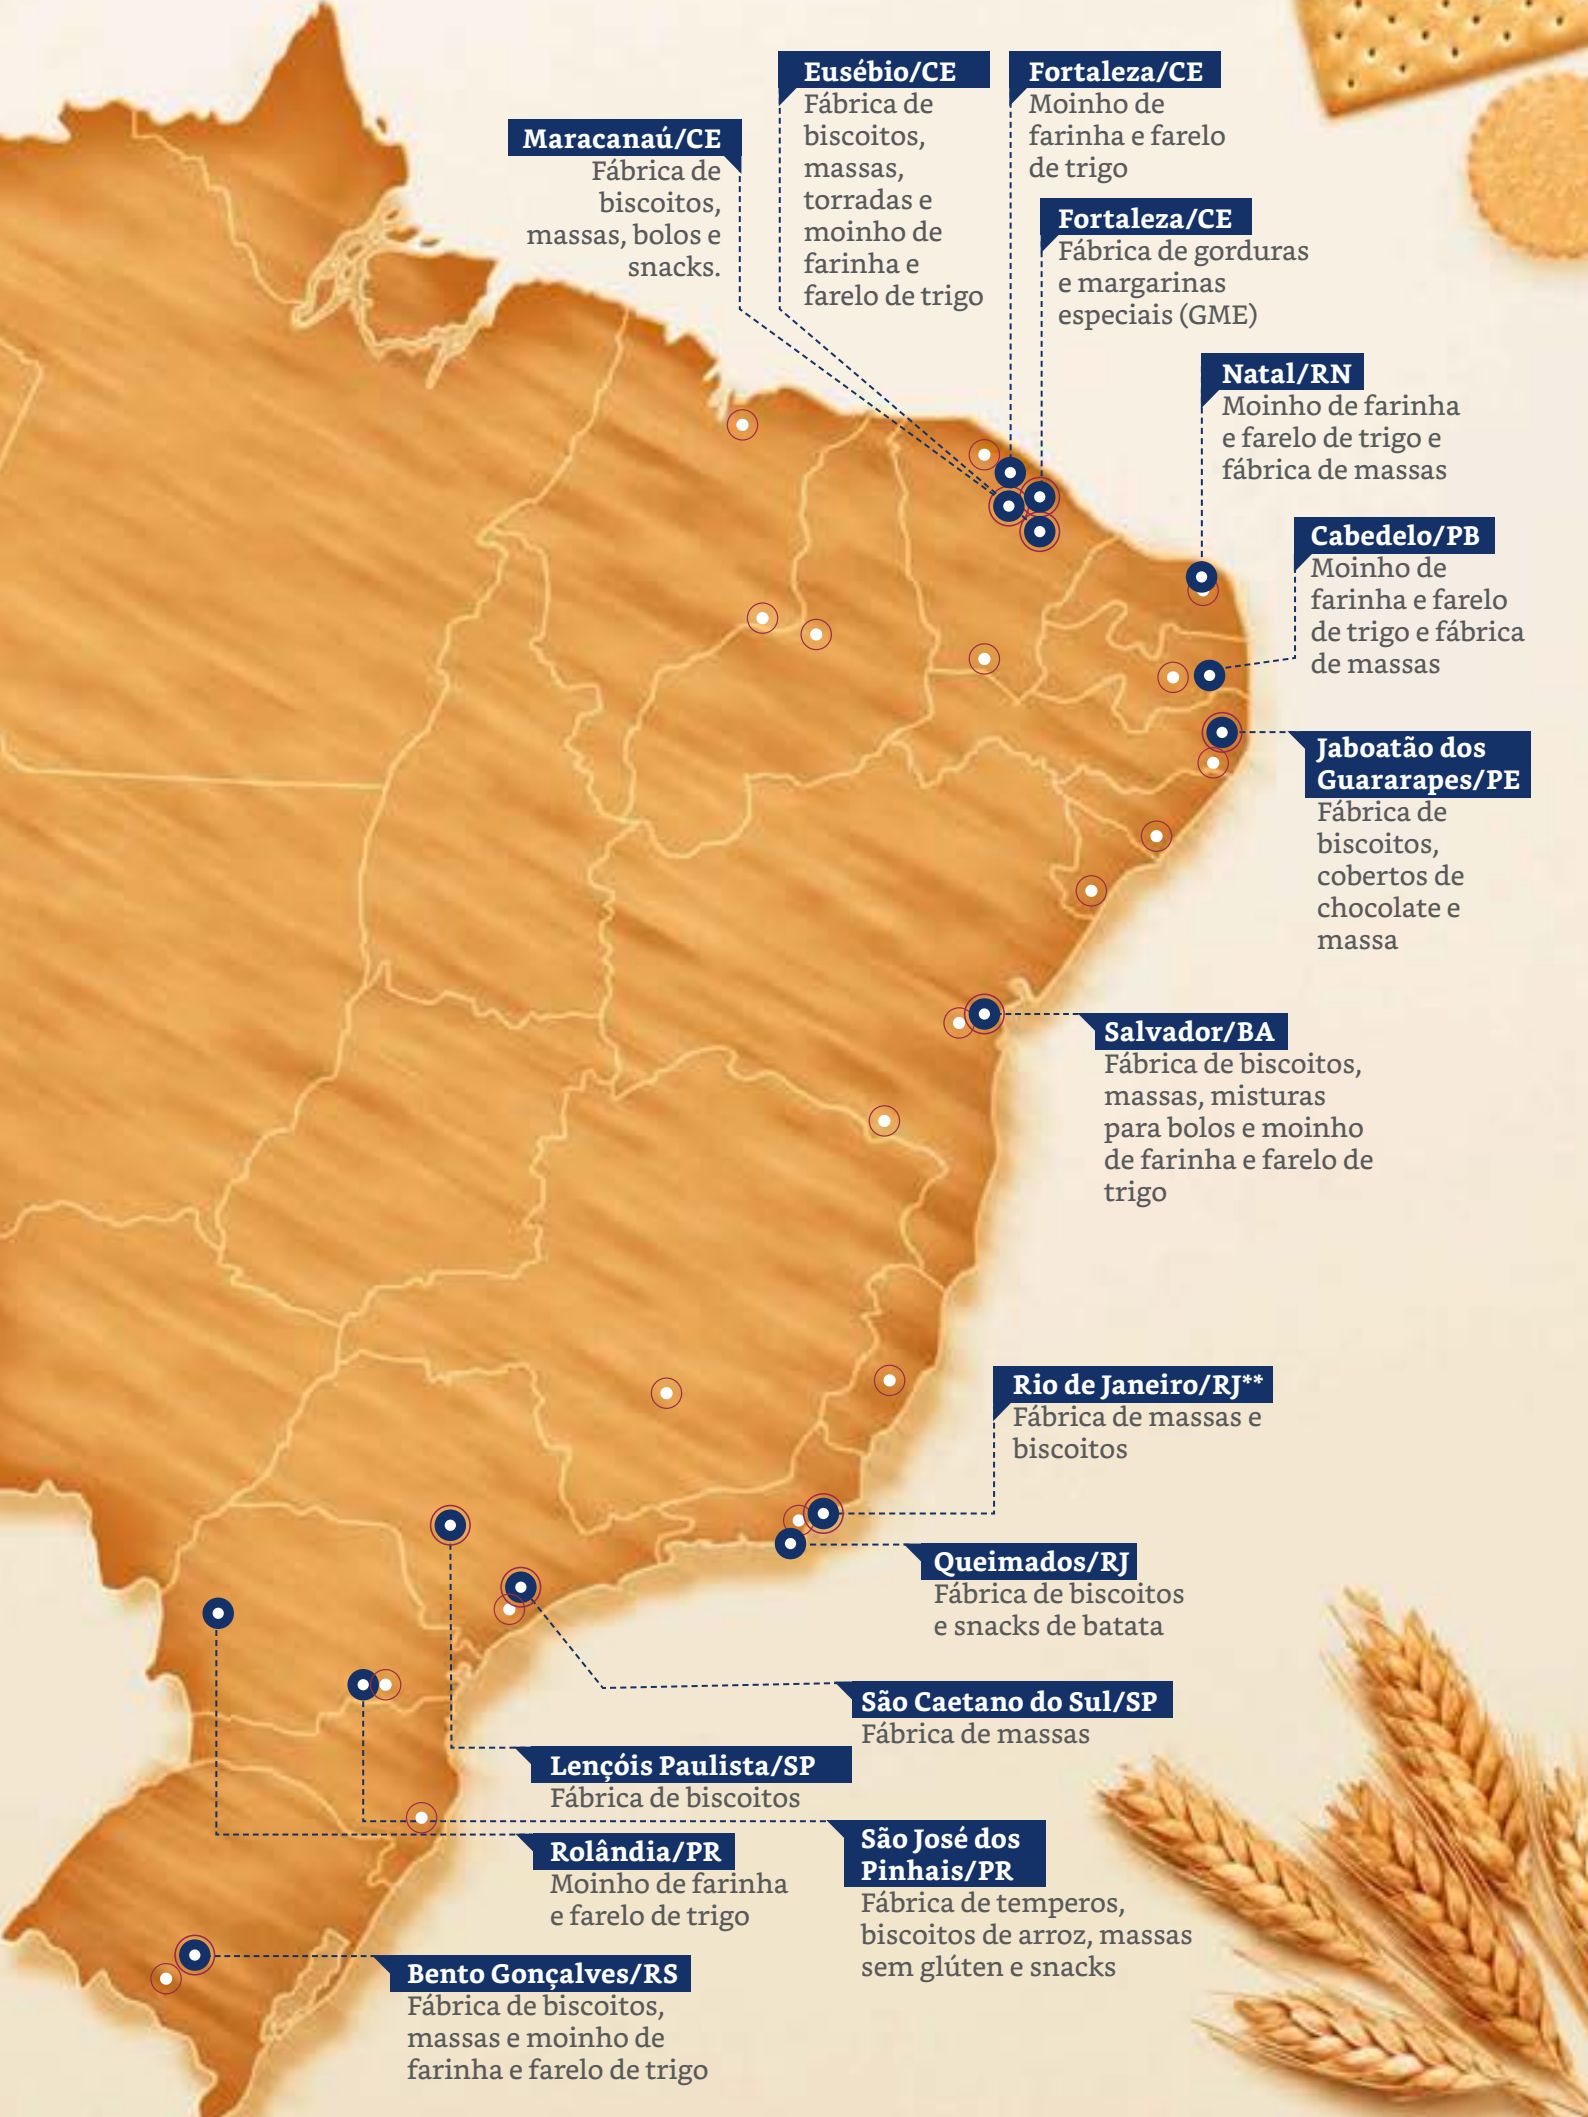 Eusébio/CE
Fábrica de
biscoitos,
massas,
torradas e
moinho de
farinha e
farelo de trigo
Fortaleza/CE
Moinho de
farinha e farelo
de trigo
Maracanaú/CE
Fábrica de
biscoitos,
massas, bolos e
snacks.
Fortaleza/CE
Fábrica de gorduras
e margarinas
especiais (GME)
Natal/RN
Moinho de farinha
e farelo de trigo e
fábrica de massas
Cabedelo/PB
Moinho de
farinha e farelo
de trigo e fábrica
de massas
Jaboatão dos
Guararapes/PE
Fábrica de
biscoitos,
cobertos de
chocolate e
massa
Salvador/BA
Fábrica de biscoitos,
massas, misturas
para bolos e moinho
de farinha e farelo de
trigo
Rio de Janeiro/RJ**
Fábrica de massas e
biscoitos
Queimados/RJ
Fábrica de biscoitos
e snacks de batata
São Caetano do Sul/SP
Fábrica de massas
Lençóis Paulista/SP
Fábrica de biscoitos
Rolândia/PR
Moinho de farinha
e farelo de trigo
São José dos
Pinhais/PR
Fábrica de temperos,
biscoitos de arroz, massas
sem glúten e snacks
Bento Gonçalves/RS
Fábrica de biscoitos,
massas e moinho de
farinha e farelo de trigo